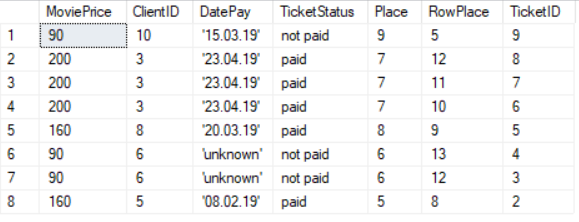 MoviePrice ClientID DatePay TicketStatus Place RowPlace TicketID
1 90 10 '15.03.19' not paid 9 5 9
2 200 3 '23.04.19' paid 7 12 8
3 200 3 '23.04.19' paid 7 11 7
4 200 3 '23.04.19' paid 7 10 6
5 160 8 '20.03.19' paid 8 9 5
6 90 6 'unknown' not paid 6 13 4
7 90 6 'unknown' not paid 6 12 3
8 160 5 '08.02.19' paid 5 8 2